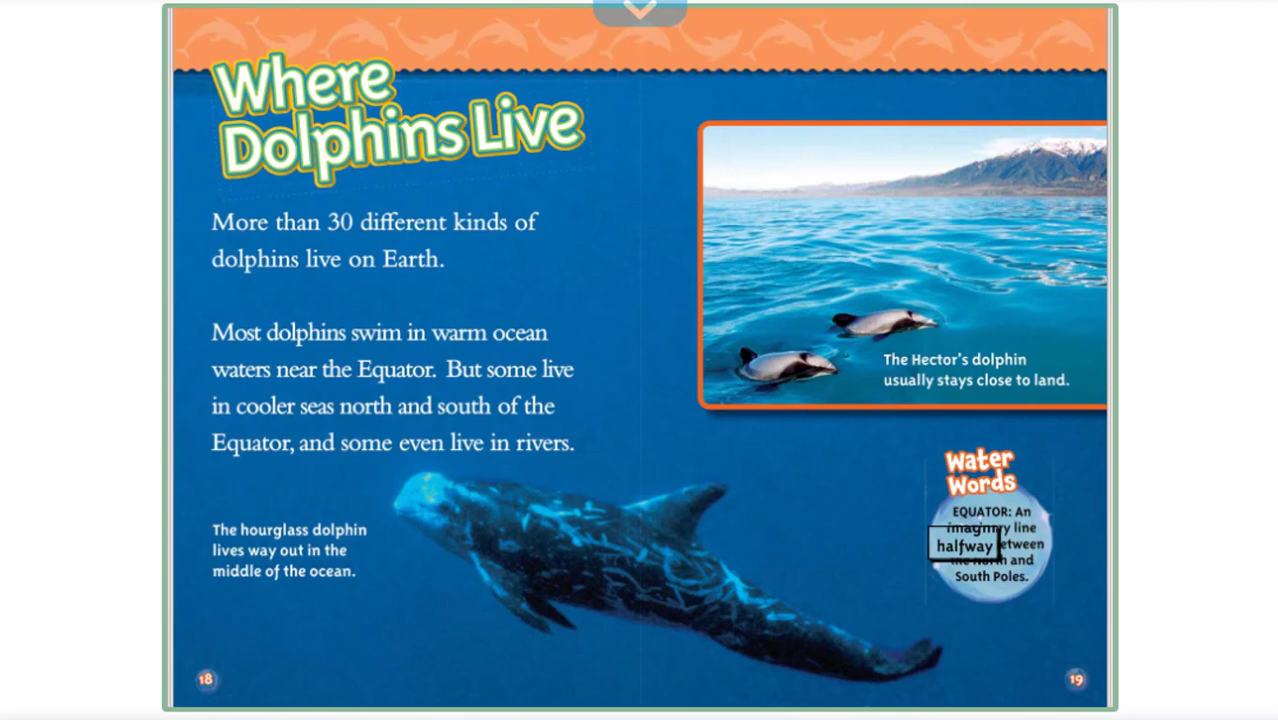 Where
Dolphins Live
More than 30 different kinds of
dolphins live on Earth.
Most dolphins swim in warm ocean
waters near the Equator. But some live
in cooler seas north and south of the
Equator, and some even live in rivers.
The hourglass dolphin
lives way out in the
middle of the ocean.
18
The Hector's dolphin
usually stays close to land.
Water
Words
EQUATOR: An
line
halfway etween
and
South Poles.
19